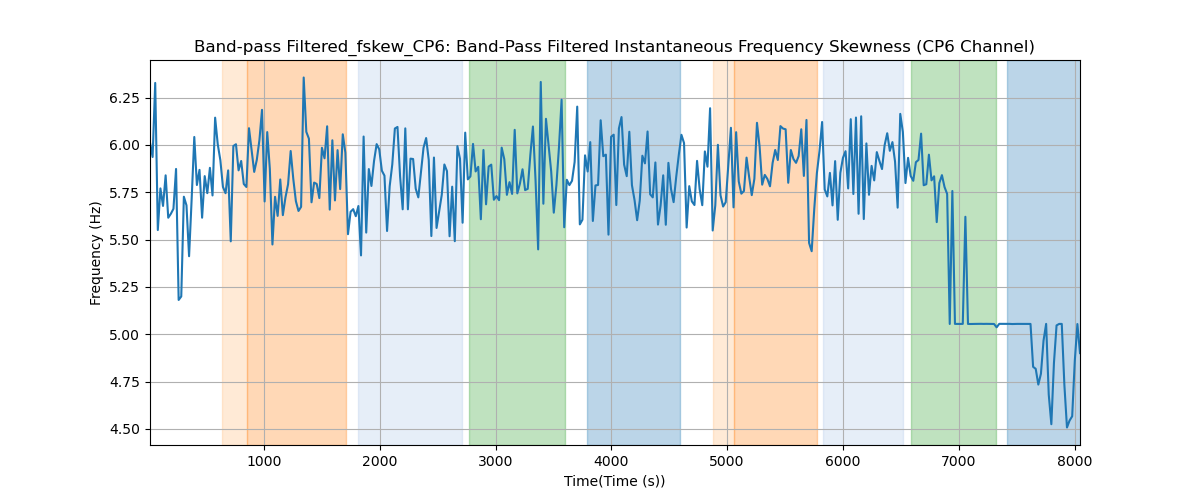 Band-pass Filtered_fskew_CP6: Band-Pass Filtered Instantaneous Frequency Skewness (CP6 Channel)
Frequency (Hz)
6.25
6.00
5.75
5.50
5.25
5.00
4.75
4.50
1000 2000 3000 4000 5000 6000 7000 8000
Time(Time (s))